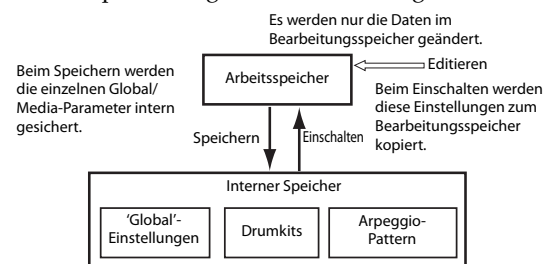 Es werden nur die Daten im
Bearbeitungsspeicher geändert.
Beim Speichern werden
die einzelnen Global/
Media-Parameter intern
gesichert.
Arbeitsspeicher
Editieren
Beim Einschalten werden
diese Einstellungen zum
Bearbeitungsspeicher
kopiert.
Speichern
Einschalten
Interner Speicher
'Global'-
Einstellungen
Drumkits
Arpeggio-
Pattern